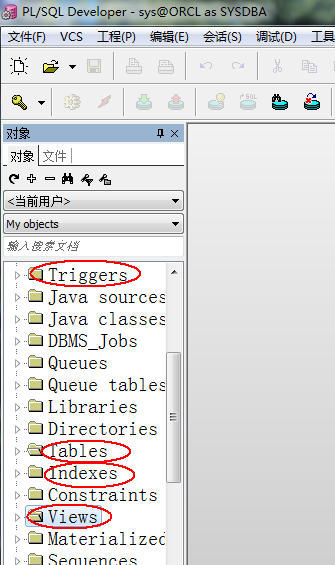 PL/SQL Developer - sys@ORCL as SYSDBA
文件(F) VCS 工程(P) 编辑(E) 会话(S) 调试(D) 工具
对象
对象 文件
<当前用户>
My objects
输入搜索文档
Triggers
Java sources
Java classes
DBMS_Jobs
Queues
Queue tables
Libraries
Directories
Tables
Indexes
Constraints
Views
Materialized
Sequences